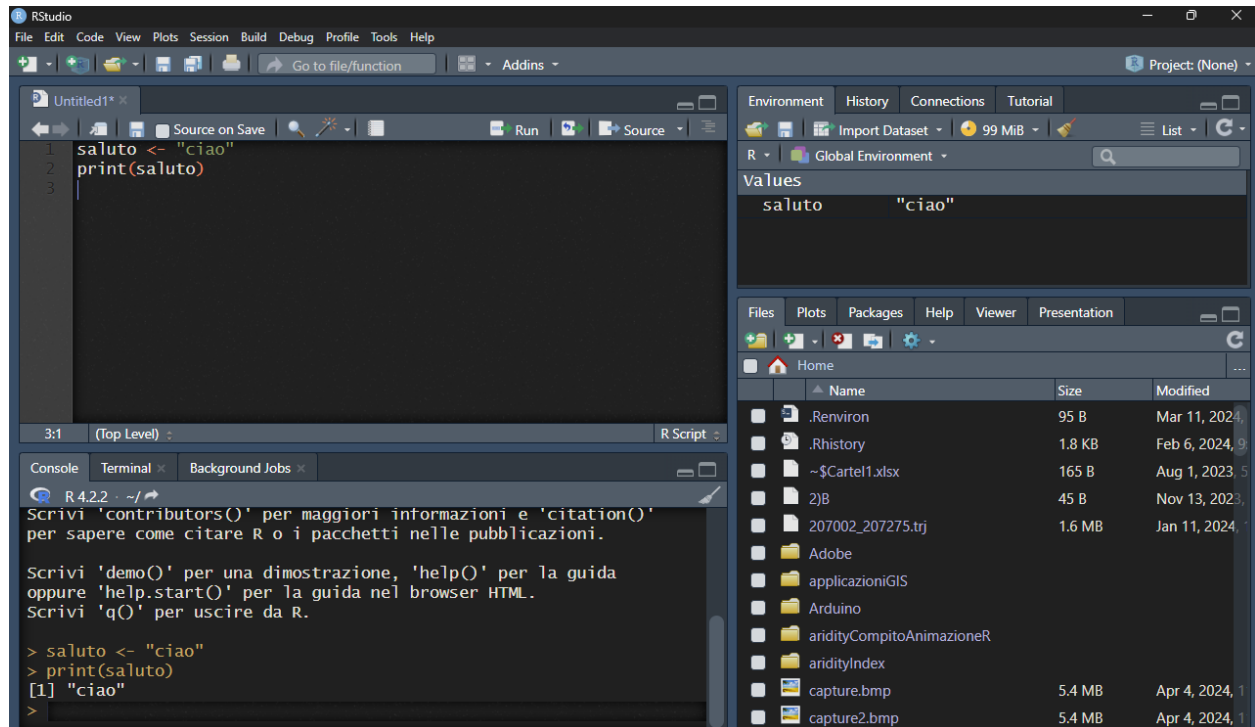 RStudio
File Edit Code View Plots Session Build Debug Profile Tools Help
Go to file/function Addins Project: (None)
Untitled1*
Source on Save Run Source
1 saluto <- "ciao"
2 print(saluto)
3
3:1 (Top Level) R Script
Console Terminal Background Jobs
R 4.2.2 · ~/
Scrivi 'contributors()' per maggiori informazioni e 'citation()'
per sapere come citare R o i pacchetti nelle pubblicazioni.
Scrivi 'demo()' per una dimostrazione, 'help()' per la guida
oppure 'help.start()' per la guida nel browser HTML.
Scrivi 'q()' per uscire da R.
> saluto <- "ciao"
> print(saluto)
[1] "ciao"
>
Environment History Connections Tutorial
Import Dataset 99 MiB List
R Global Environment
Values
saluto "ciao"
Files Plots Packages Help Viewer Presentation
Home ...
Name Size Modified
.Renviron 95 B Mar 11, 2024,
.Rhistory 1.8 KB Feb 6, 2024, 9
~$Cartel1.xlsx 165 B Aug 1, 2023, 5
2)B 45 B Nov 13, 2023,
207002_207275.trj 1.6 MB Jan 11, 2024,
Adobe
applicazioniGIS
Arduino
aridityCompitoAnimazioneR
aridityIndex
capture.bmp 5.4 MB Apr 4, 2024, 1
capture2.bmp 5.4 MB Apr 4, 2024, 1